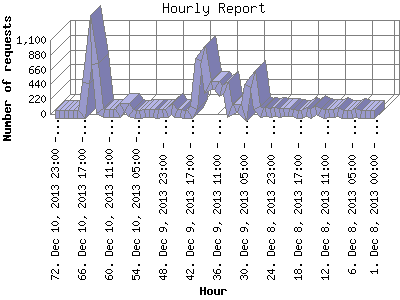 Hourly Report
Number of requests
1,100
880
660
440
220
0
72. Dec 10, 2013 23:00 - ...
66. Dec 10, 2013 17:00 - ...
60. Dec 10, 2013 11:00 - ...
54. Dec 10, 2013 05:00 - ...
48. Dec 9, 2013 23:00 - ...
42. Dec 9, 2013 17:00 - ...
36. Dec 9, 2013 11:00 - ...
30. Dec 9, 2013 05:00 - ...
24. Dec 8, 2013 23:00 - ...
18. Dec 8, 2013 17:00 - ...
12. Dec 8, 2013 11:00 - ...
6. Dec 8, 2013 05:00 - ...
1. Dec 8, 2013 00:00 - ...
Hour